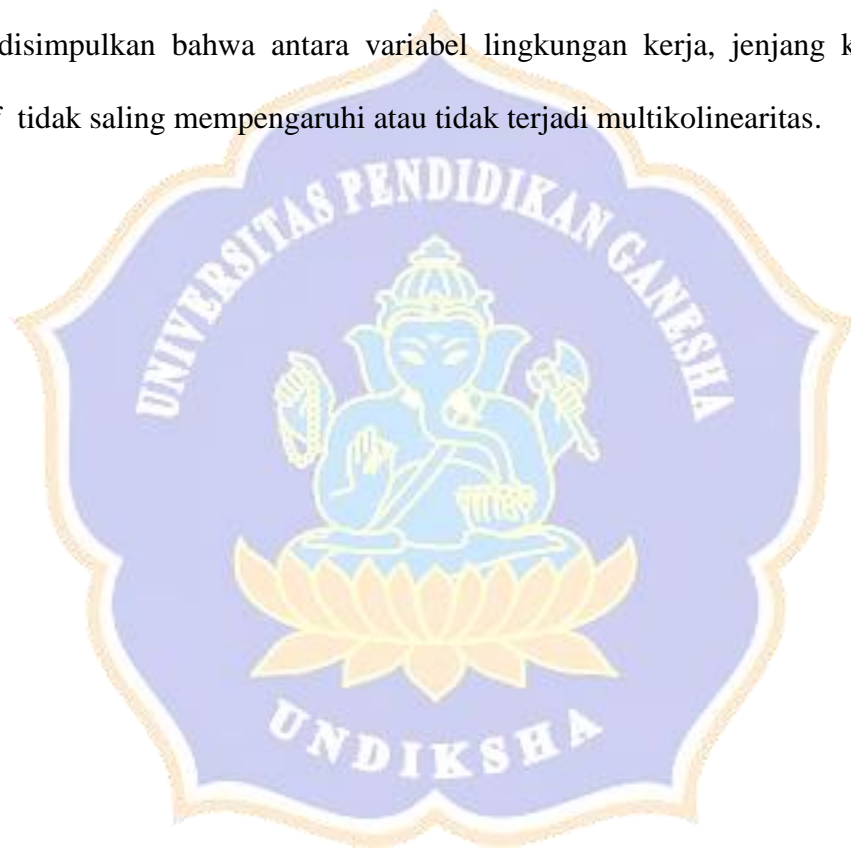 disimpulkan bahwa antara variabel lingkungan kerja, jenjang
tidak saling mempengaruhi atau tidak terjadi multikolinearitas.
UNIVERSITAS PENDIDIKAN GANESHA
UNDIKSHA